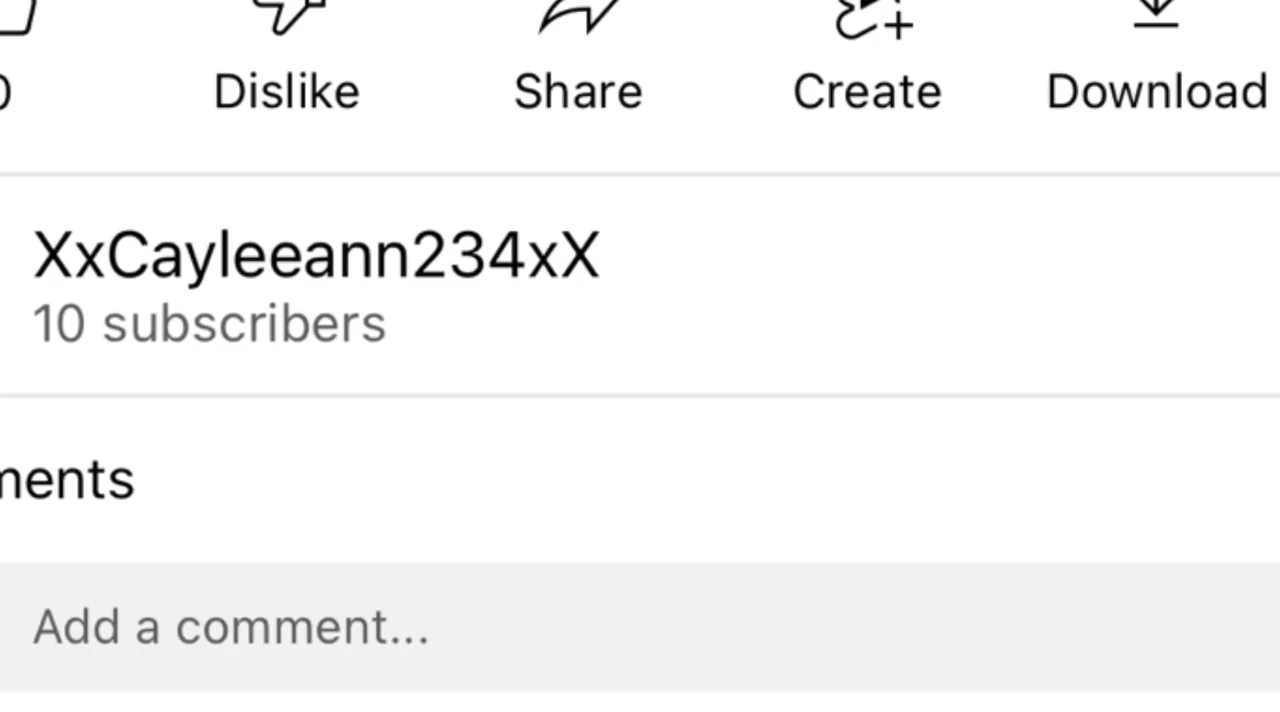 Dislike Share Create Download
XxCayleeann234xX
10 subscribers
Add a comment...